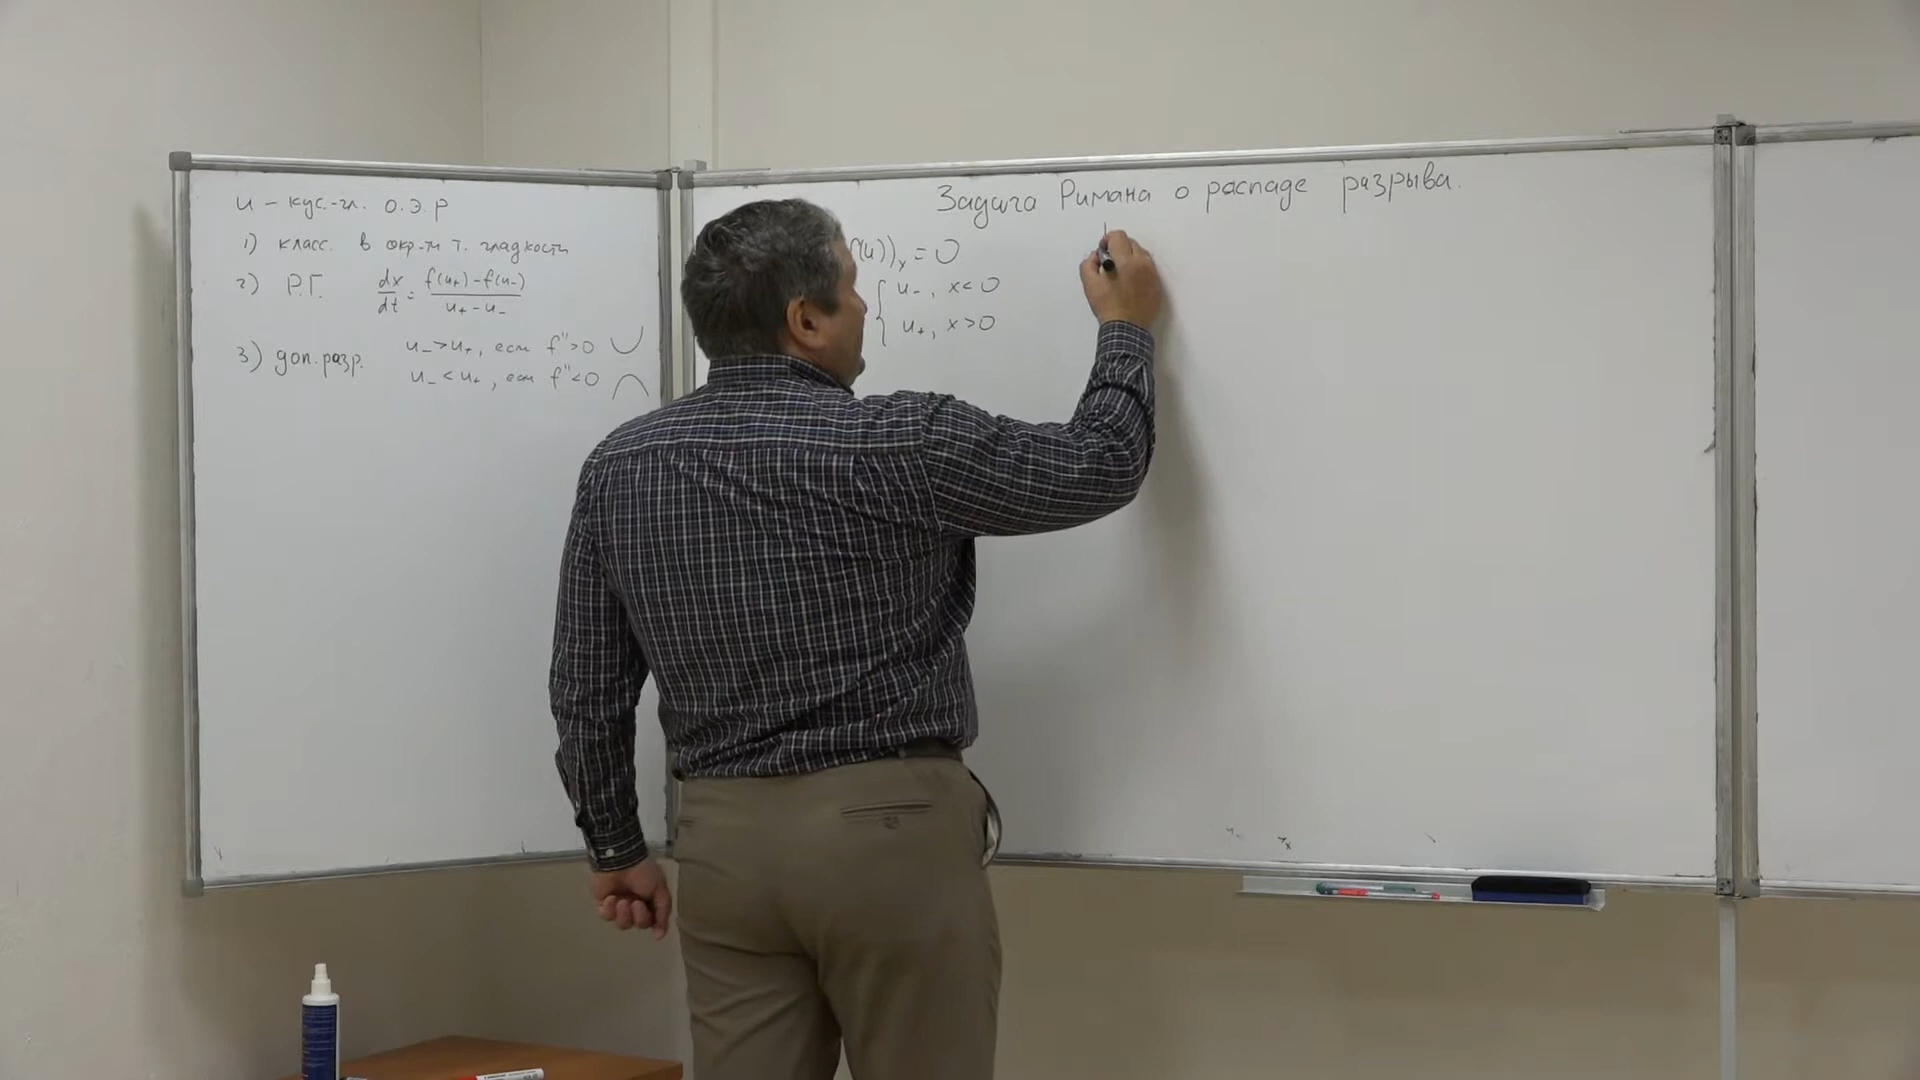 u – кус.-гл. о.э.р
1) класс. в окр-ти т. гладкости
2) Р.Г. dx/dt = (f(u₊) – f(u₋))/(u₊ – u₋)
3) доп. разр. u₋ > u₊, если f'' > 0
u₋ < u₊, если f'' < 0
Задача Римана о распаде разрыва.
(u))ₓ = 0
{ u₋, x < 0
u₊, x > 0